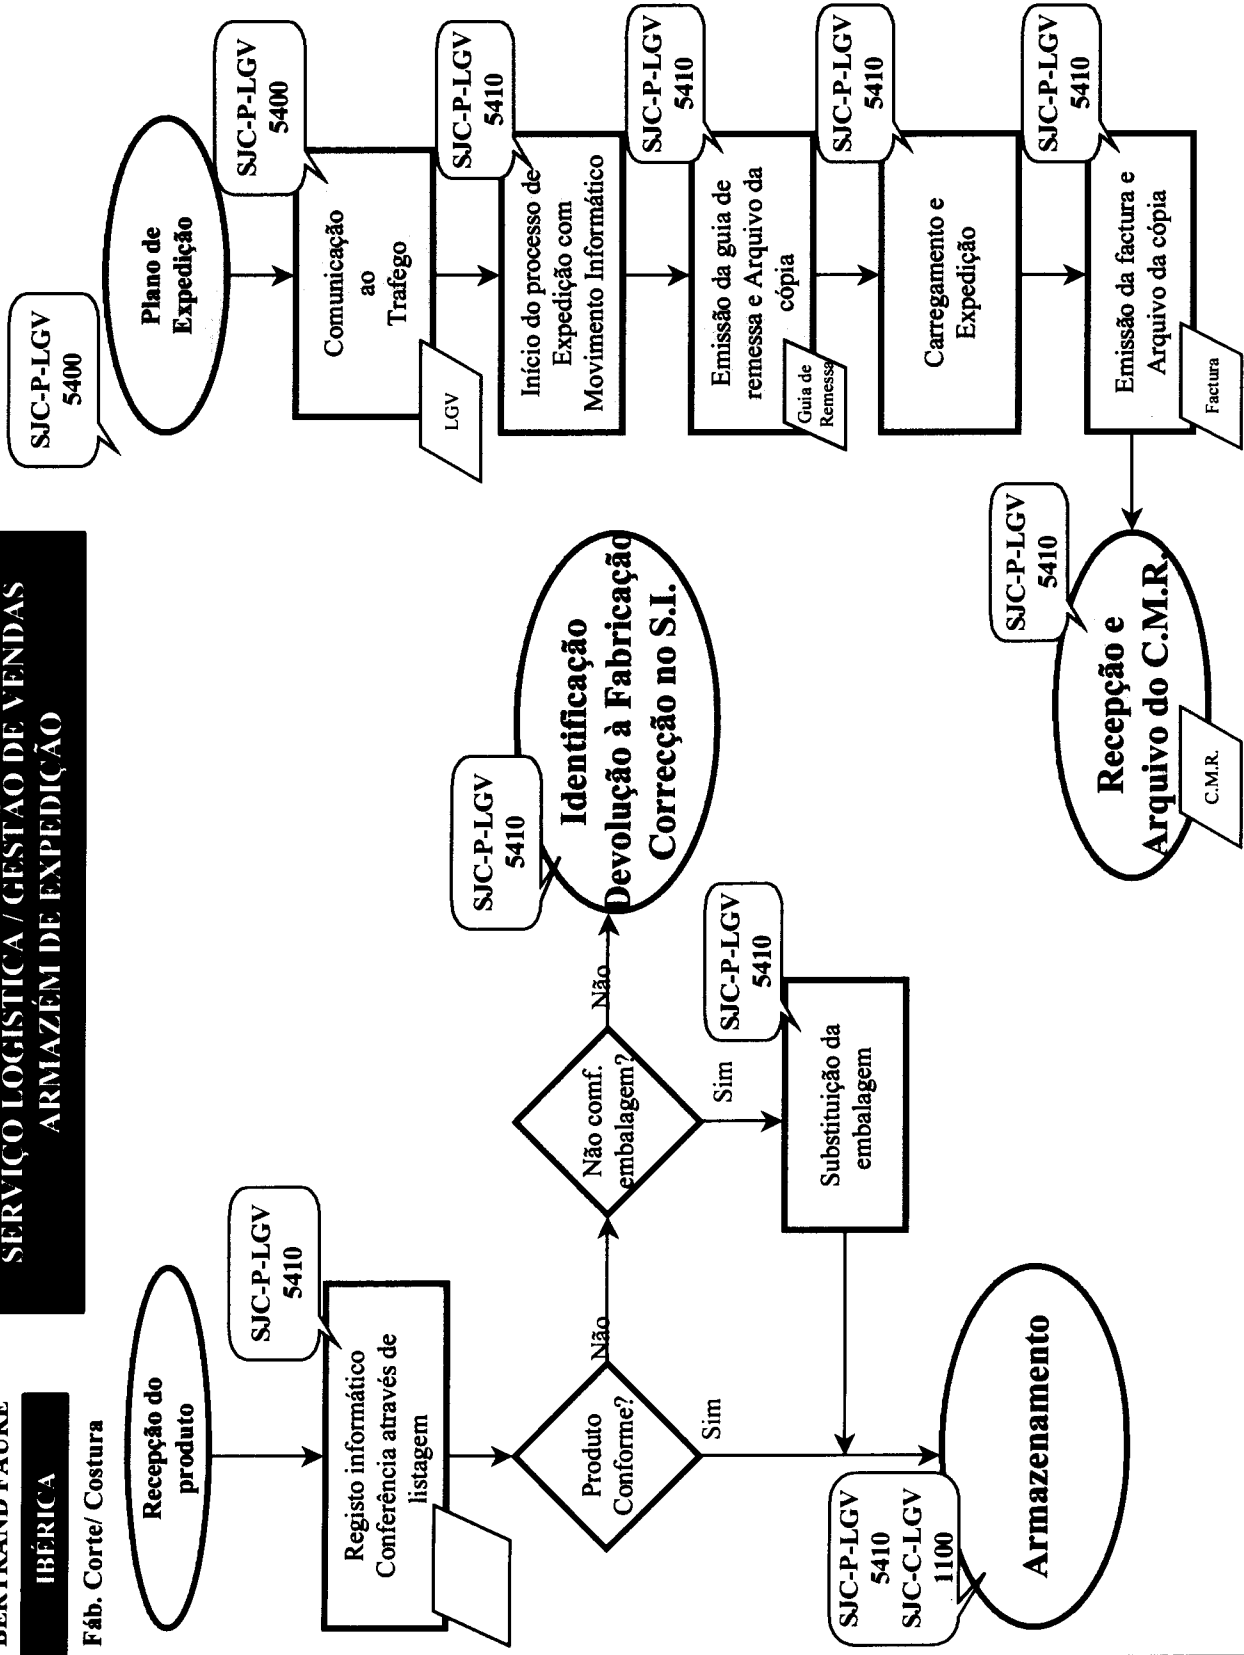 BERTRAND FAURE
IBÉRICA
Fáb. Corte/ Costura
SERVIÇO LOGÍSTICA / GESTÃO DE VENDAS
ARMAZÉM DE EXPEDIÇÃO
Recepção do
produto
SJC-P-LGV
5410
Registo informático
Conferência através de
listagem
Produto
Conforme?
Não
Sim
Não comf.
embalagem?
Não
Sim
SJC-P-LGV
5410
Identificação
Devolução à Fabricação
Correcção no S.I.
SJC-P-LGV
5410
Substituição da
embalagem
SJC-P-LGV
5410
SJC-C-LGV
1100
Armazenamento
SJC-P-LGV
5400
Plano de
Expedição
SJC-P-LGV
5400
Comunicação
ao
Trafego
LGV
SJC-P-LGV
5410
Início do processo de
Expedição com
Movimento Informático
SJC-P-LGV
5410
Emissão da guia de
remessa e Arquivo da
cópia
Guia de
Remessa
SJC-P-LGV
5410
Carregamento e
Expedição
SJC-P-LGV
5410
Emissão da factura e
Arquivo da cópia
Factura
SJC-P-LGV
5410
Recepção e
Arquivo do C.M.R.
C.M.R.